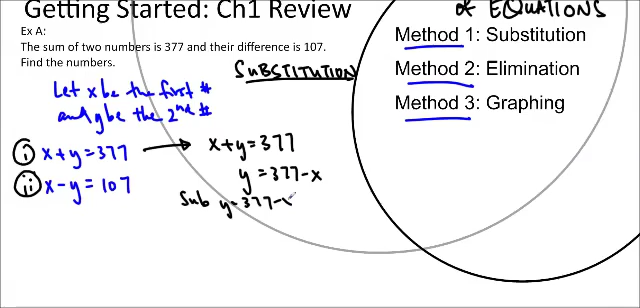 Getting Started: Ch1 Review
of EQUATIONS
Ex A:
The sum of two numbers is 377 and their difference is 107.
Find the numbers.
Method 1: Substitution
Method 2: Elimination
Method 3: Graphing
SUBSTITUTION
Let x be the first #
and y be the 2nd #
i x+y=377
ii x-y=107
x+y=377
y=377-x
Sub y=377-x